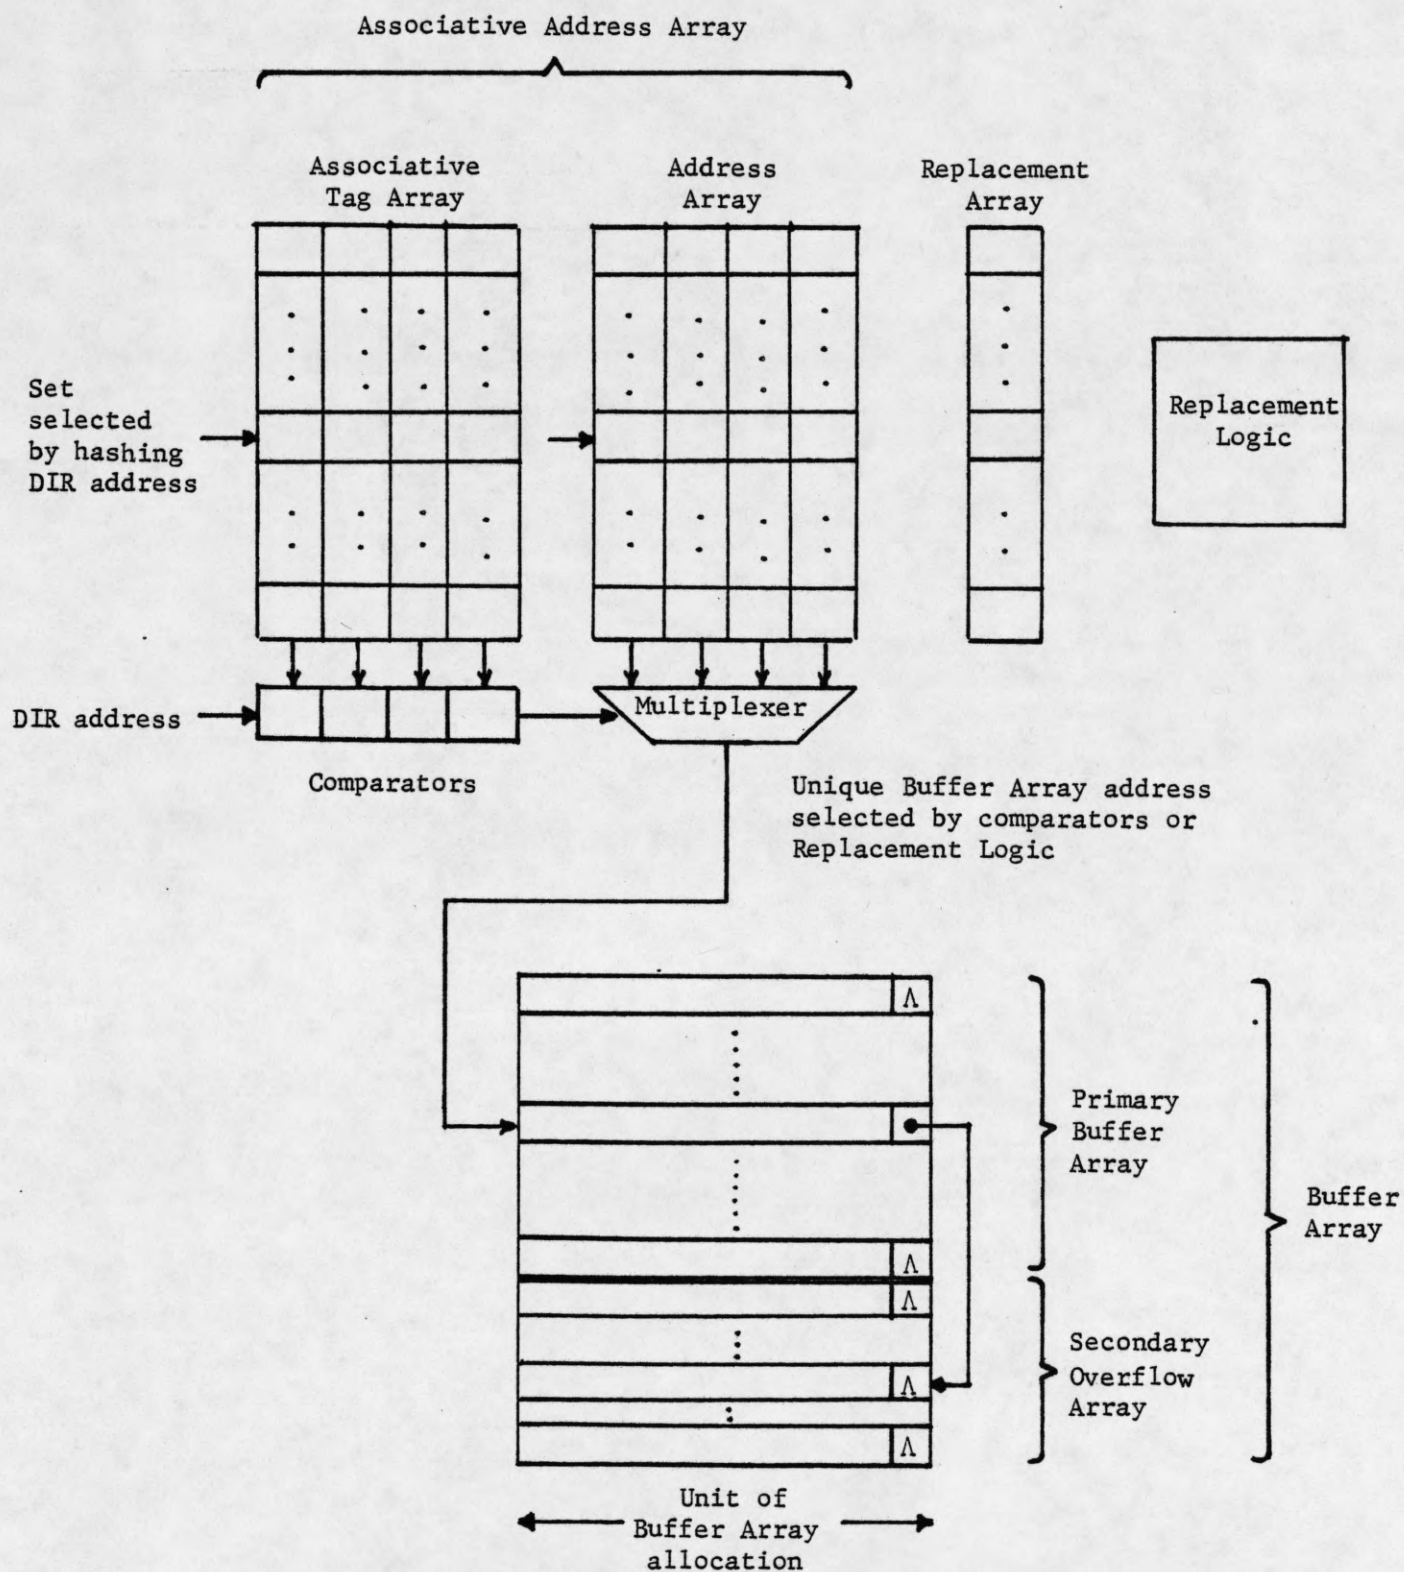 Associative Address Array
Associative
Tag Array
Address
Array
Replacement
Array
Set
selected
by hashing
DIR address
Replacement
Logic
DIR address
Multiplexer
Comparators
Unique Buffer Array address
selected by comparators or
Replacement Logic
Λ
Primary
Buffer
Array
Buffer
Array
Λ
Λ
Secondary
Overflow
Array
Λ
Λ
Unit of
Buffer Array
allocation